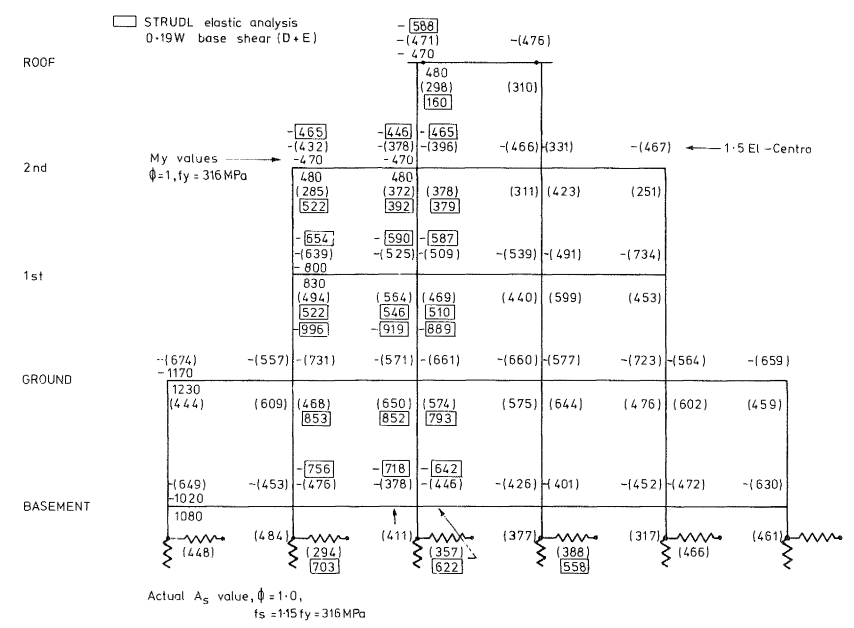 STRUDL elastic analysis
0·19W base shear (D+E)
-588
-(471) -(476)
-470
ROOF
480
(298) (310)
160
-465 -446 -465
-(432) -(378) -(396) -(466) -(331) -(467) 1·5 El-Centro
My values -470 -470
2nd
ϕ=1, fy = 316 MPa 480 480
(285) (372) (378) (311) (423) (251)
522 392 379
-654 -590 -587
-(639) -(525) -(509) -(539) -(491) -(734)
-800
1st
830
(494) (564) (469) (440) (599) (453)
522 546 510
-996 -919 -889
-(674) -(557) -(731) -(571) -(661) -(660) -(577) -(723) -(564) -(659)
-1170
GROUND
1230
(444) (609) (468) (650) (574) (575) (644) (476) (602) (459)
853 852 793
-756 -718 -642
-(649) -(453) -(476) -(378) -(446) -(426) -(401) -(452) -(472) -(630)
-1020
BASEMENT
1080
(448) (484) (294) (411) (357) (377) (388) (317) (466) (461)
703 622 558
Actual As value, ϕ = 1·0,
fs = 1·15 fy = 316 MPa